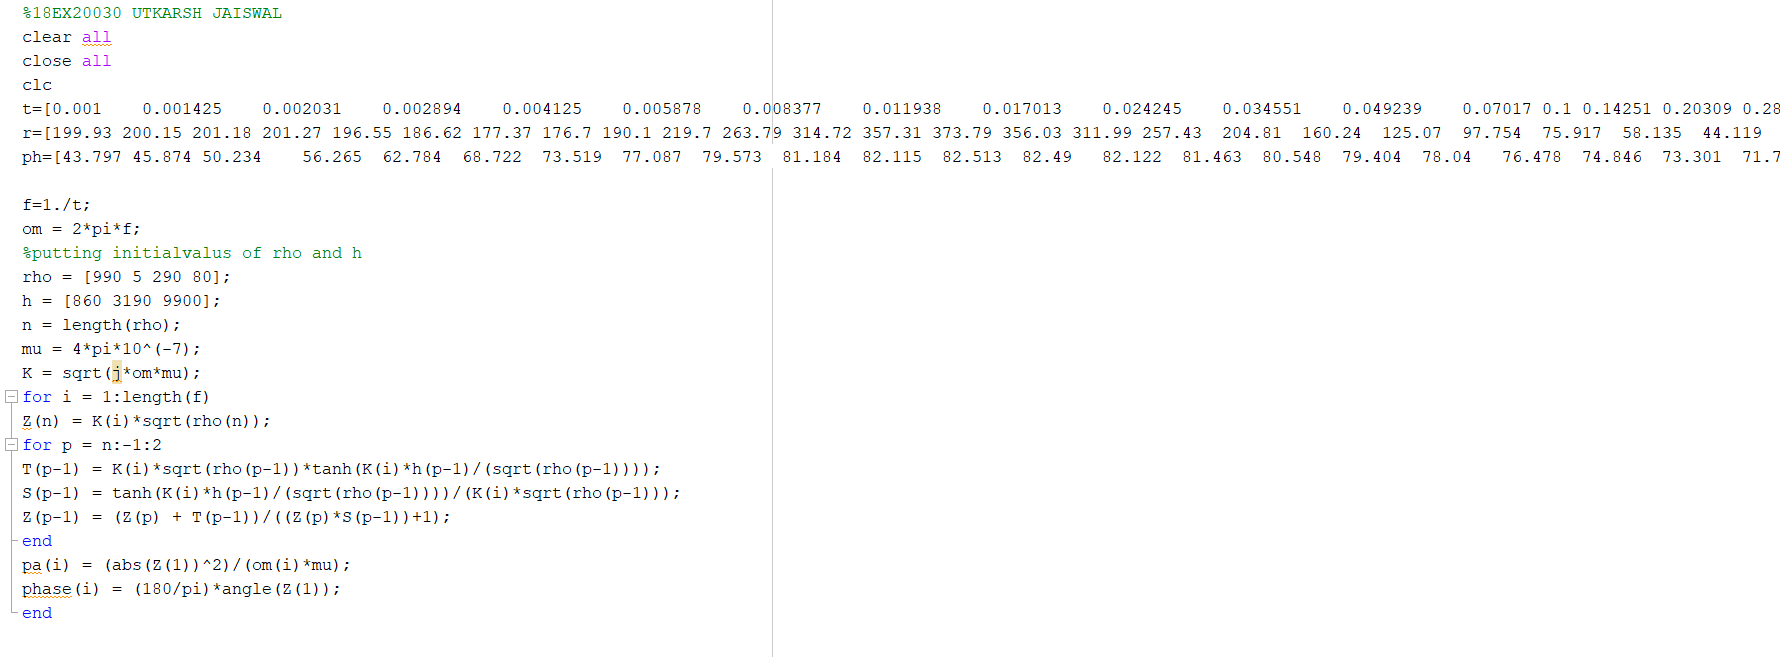 %18EX20030 UTKARSH JAISWAL
clear all
close all
clc
t=[0.001 0.001425 0.002031 0.002894 0.004125 0.005878 0.008377 0.011938 0.017013 0.024245 0.034551 0.049239 0.07017 0.1 0.14251 0.20309 0.28
r=[199.93 200.15 201.18 201.27 196.55 186.62 177.37 176.7 190.1 219.7 263.79 314.72 357.31 373.79 356.03 311.99 257.43 204.81 160.24 125.07 97.754 75.917 58.135 44.119
ph=[43.797 45.874 50.234 56.265 62.784 68.722 73.519 77.087 79.573 81.184 82.115 82.513 82.49 82.122 81.463 80.548 79.404 78.04 76.478 74.846 73.301 71.7
f=1./t;
om = 2*pi*f;
%putting initialvalus of rho and h
rho = [990 5 290 80];
h = [860 3190 9900];
n = length(rho);
mu = 4*pi*10^(-7);
K = sqrt(j*om*mu);
for i = 1:length(f)
Z(n) = K(i)*sqrt(rho(n));
for p = n:-1:2
T(p-1) = K(i)*sqrt(rho(p-1))*tanh(K(i)*h(p-1)/(sqrt(rho(p-1))));
S(p-1) = tanh(K(i)*h(p-1)/(sqrt(rho(p-1))))/(K(i)*sqrt(rho(p-1)));
Z(p-1) = (Z(p) + T(p-1))/((Z(p)*S(p-1))+1);
end
pa(i) = (abs(Z(1))^2)/(om(i)*mu);
phase(i) = (180/pi)*angle(Z(1));
end